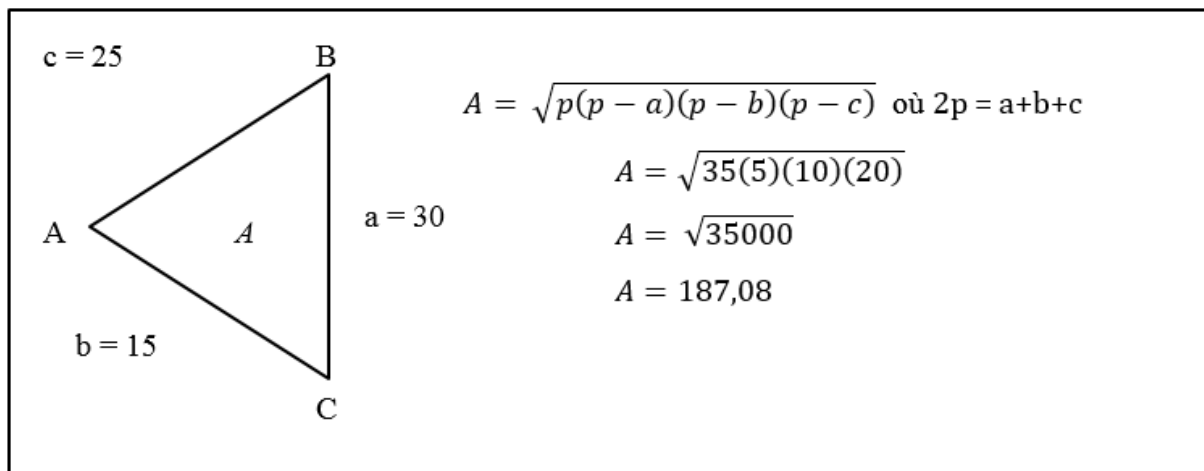 c = 25
B
A = √p(p − a)(p − b)(p − c) où 2p = a+b+c
A = √35(5)(10)(20)
A
A
a = 30
A = √35000
A = 187,08
b = 15
C